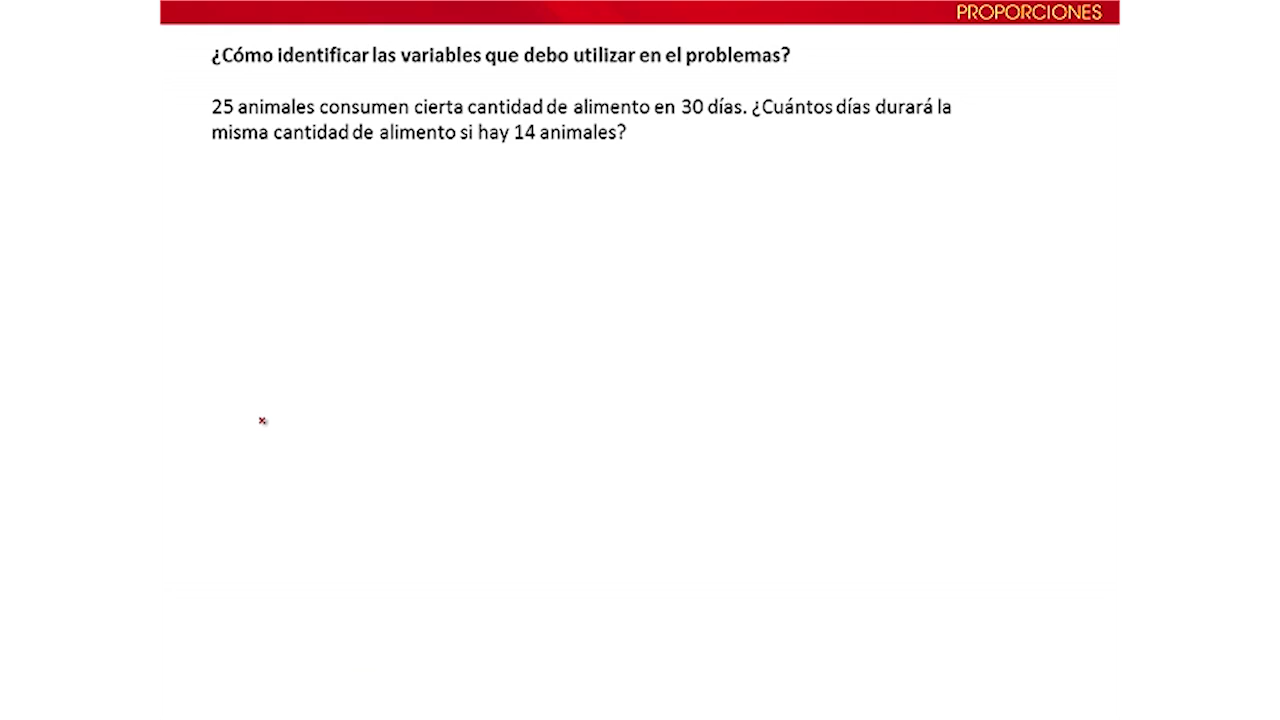 PROPORCIONES
¿Cómo identificar las variables que debo utilizar en el problemas?
25 animales consumen cierta cantidad de alimento en 30 días. ¿Cuántos días durará la
misma cantidad de alimento si hay 14 animales?